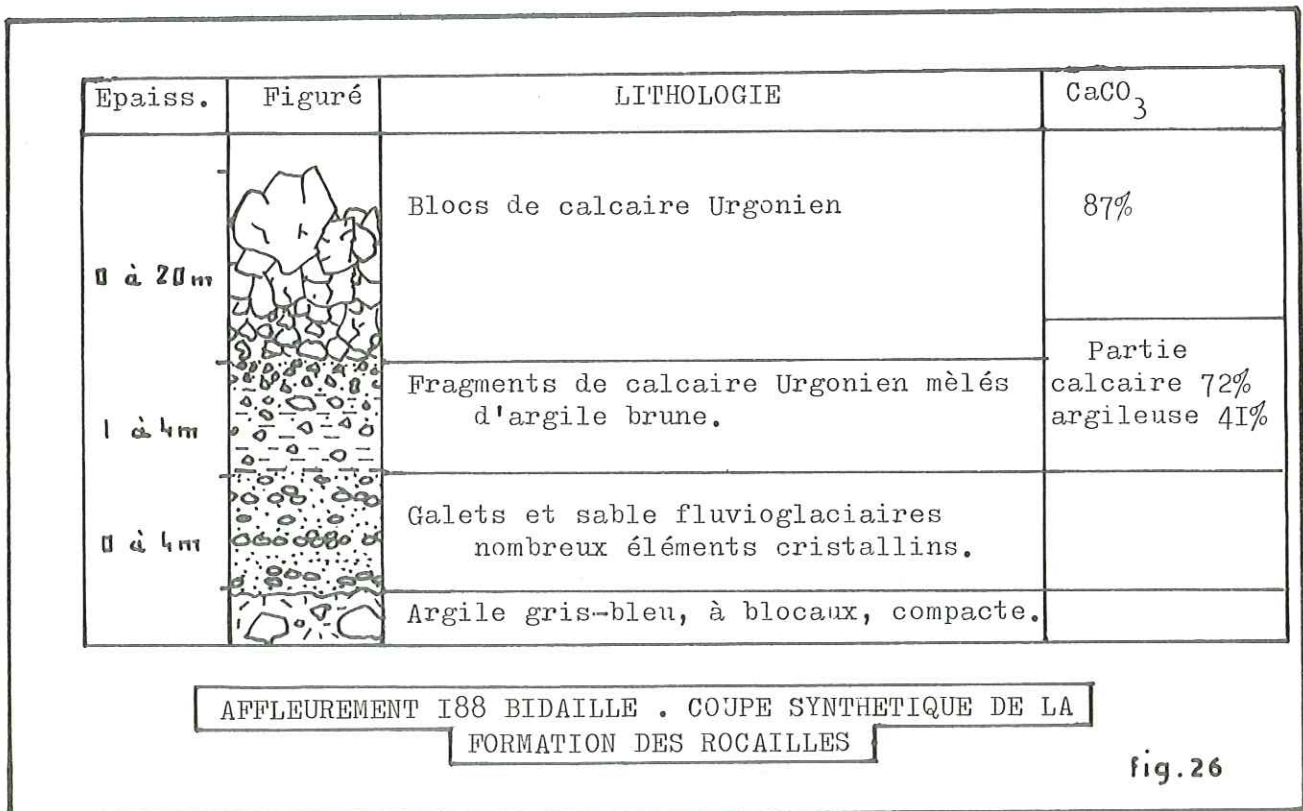 Epaiss. Figuré LITHOLOGIE CaCO3
Blocs de calcaire Urgonien 87%
0 à 20m
Partie
Fragments de calcaire Urgonien mèlés calcaire 72%
d'argile brune. argileuse 4I%
1 à 4m
Galets et sable fluvioglaciaires
0 à 4m nombreux éléments cristallins.
Argile gris-bleu, à blocaux, compacte.
AFFLEUREMENT I88 BIDAILLE . COUPE SYNTHETIQUE DE LA
FORMATION DES ROCAILLES
fig.26